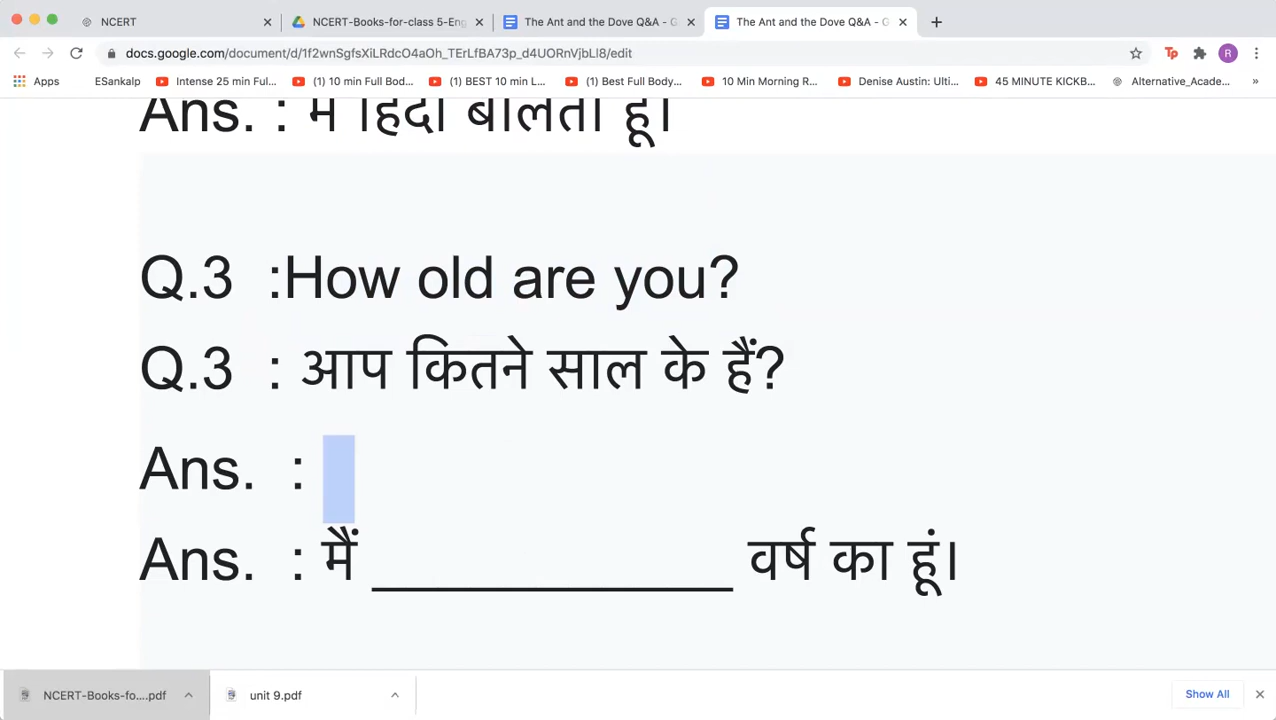 NCERT
NCERT-Books-for-class 5-Eng
The Ant and the Dove Q&A - G
The Ant and the Dove Q&A - G
docs.google.com/document/d/1f2wnSgfsXiLRdcO4aOh_TErLfBA73p_d4UORnVjbLl8/edit
Apps
ESankalp
Intense 25 min Ful...
(1) 10 min Full Bod...
(1) BEST 10 min L...
(1) Best Full Body...
10 Min Morning R...
Denise Austin: Ulti...
45 MINUTE KICKB...
Alternative_Acade...
»
Ans. : मैं हिंदी बोलता हूं।
Q.3 :How old are you?
Q.3 : आप कितने साल के हैं?
Ans. :
Ans. : मैं ______________ वर्ष का हूं।
NCERT-Books-fo....pdf
unit 9.pdf
Show All